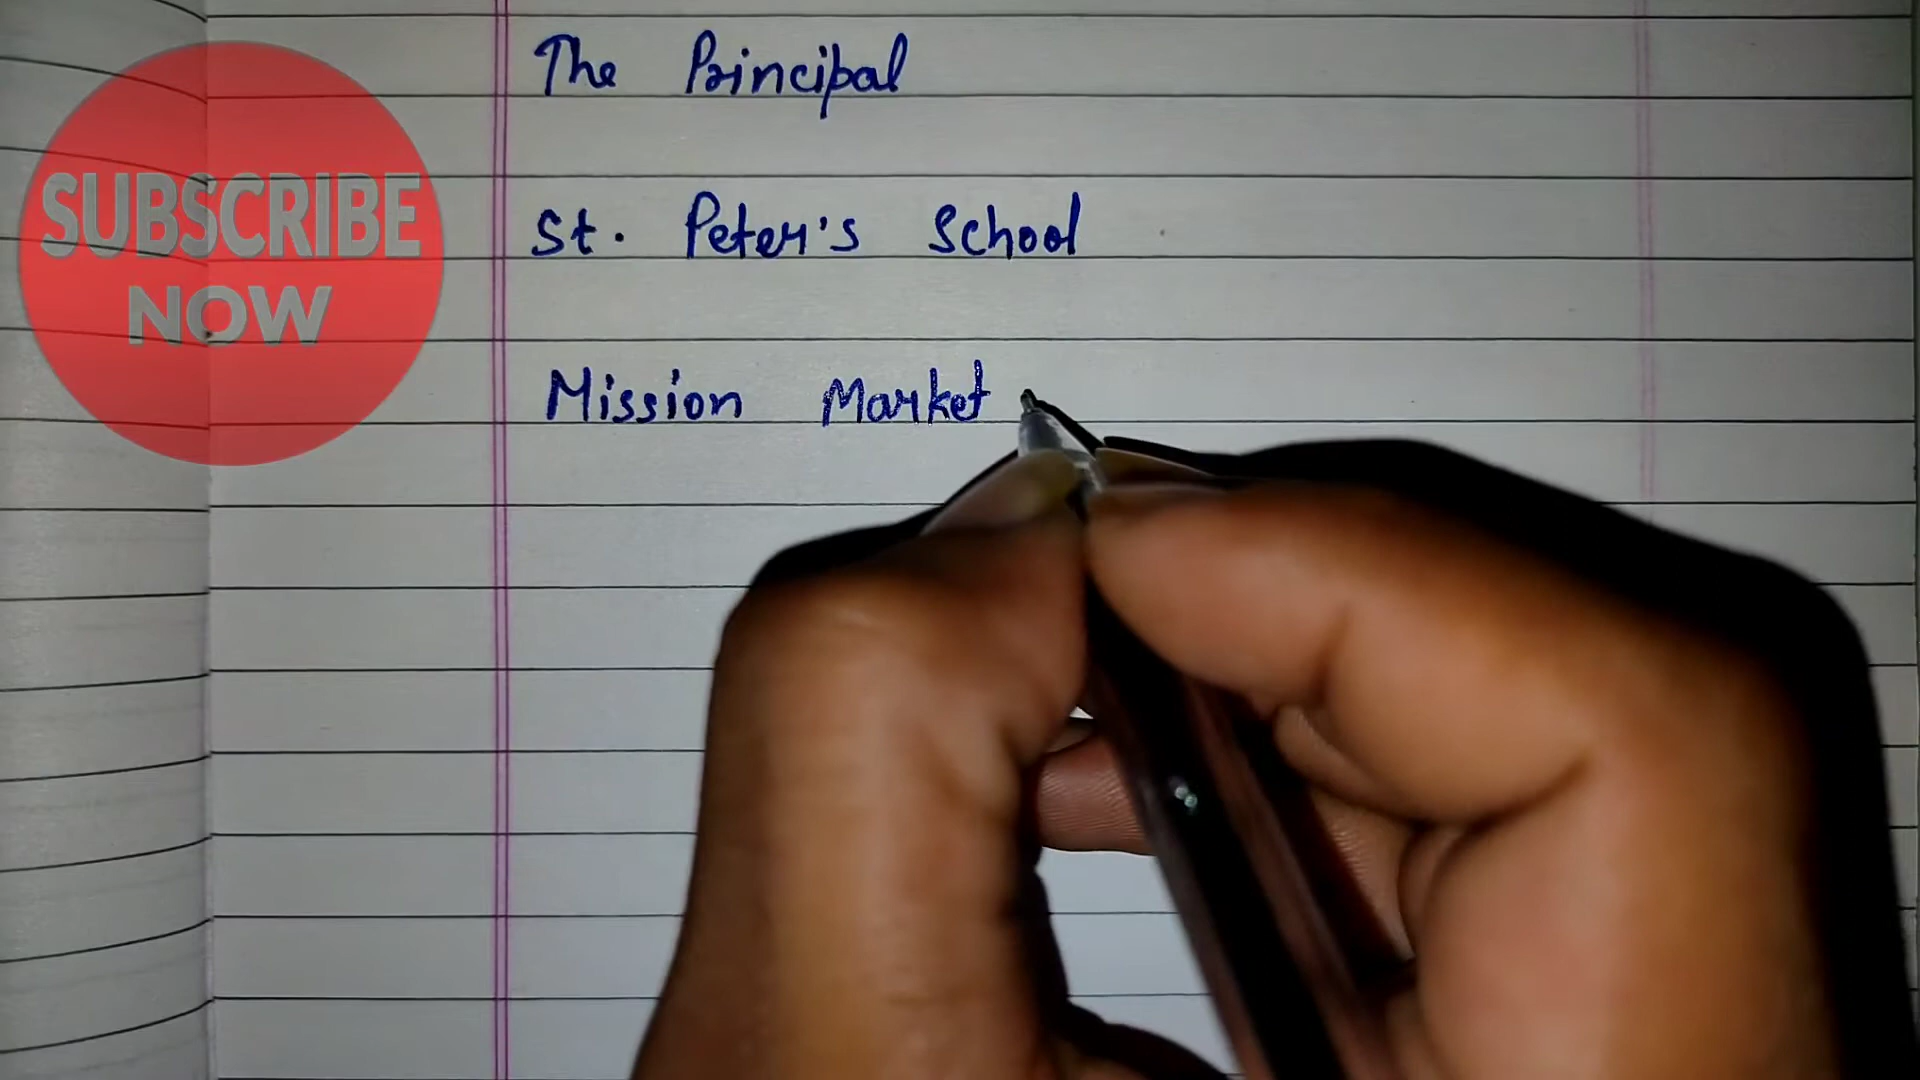 The Principal
St. Peter's School
Mission Market
SUBSCRIBE
NOW